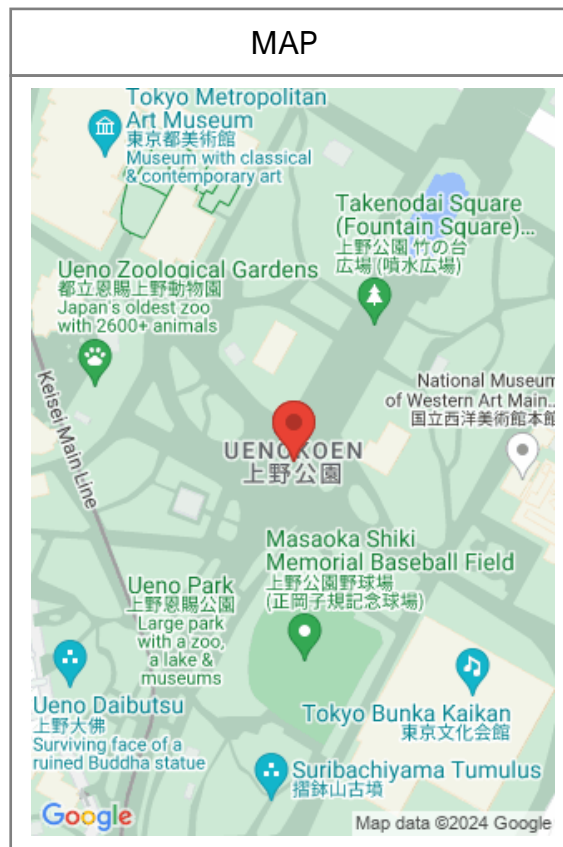 MAP
Tokyo Metropolitan
Art Museum
東京都美術館
Museum with classical
& contemporary art
Takenodai Square
(Fountain Square)...
上野公園 竹の台
広場 (噴水広場)
Ueno Zoological Gardens
都立恩賜上野動物園
Japan's oldest zoo
with 2600+ animals
Keisei Main Line
National Museum
of Western Art Main...
国立西洋美術館本館
UENOKOEN
上野公園
Masaoka Shiki
Memorial Baseball Field
上野公園野球場
(正岡子規記念球場)
Ueno Park
上野恩賜公園
Large park
with a zoo,
a lake &
museums
Ueno Daibutsu
上野大佛
Surviving face of a
ruined Buddha statue
Tokyo Bunka Kaikan
東京文化会館
Suribachiyama Tumulus
摺鉢山古墳
Google
Map data ©2024 Google